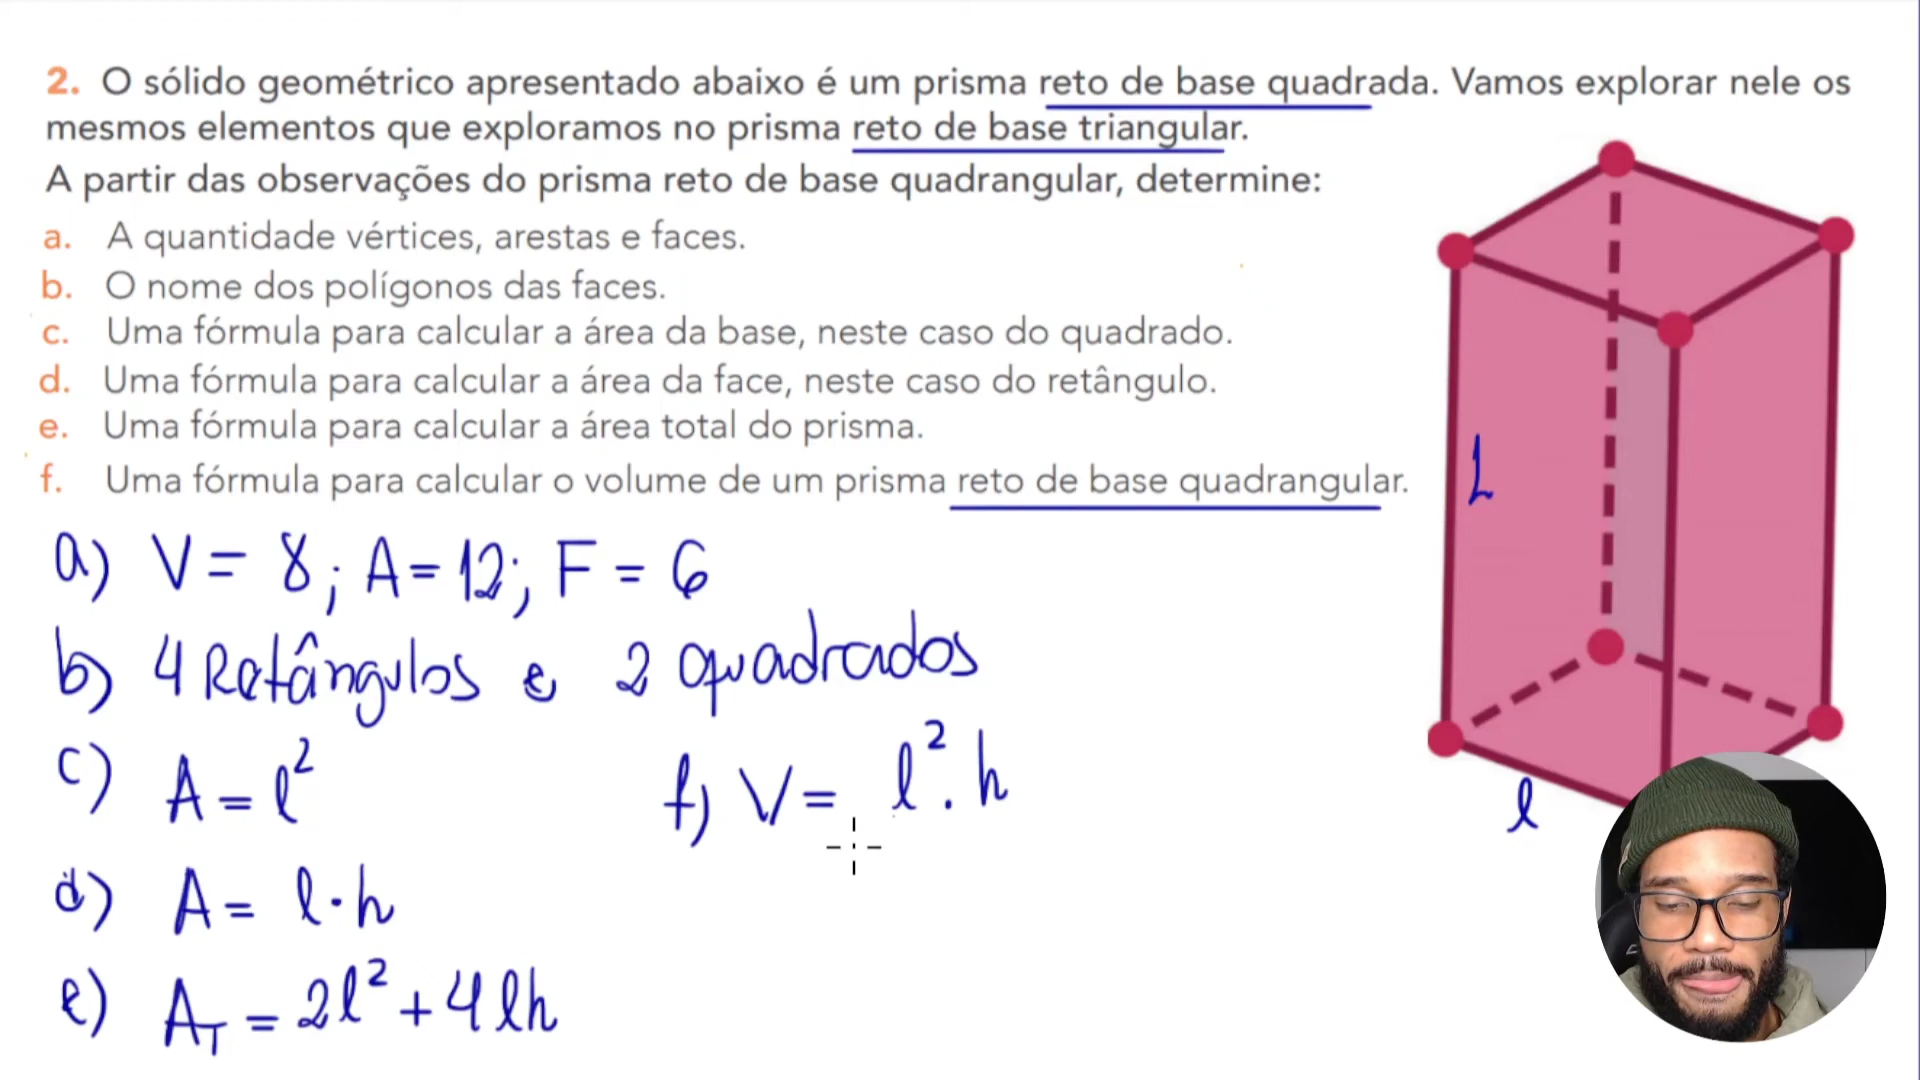 2. O sólido geométrico apresentado abaixo é um prisma reto de base quadrada. Vamos explorar nele os
mesmos elementos que exploramos no prisma reto de base triangular.
A partir das observações do prisma reto de base quadrangular, determine:
a. A quantidade vértices, arestas e faces.
b. O nome dos polígonos das faces.
c. Uma fórmula para calcular a área da base, neste caso do quadrado.
d. Uma fórmula para calcular a área da face, neste caso do retângulo.
e. Uma fórmula para calcular a área total do prisma.
f. Uma fórmula para calcular o volume de um prisma reto de base quadrangular.
a) V = 8; A = 12; F = 6
b) 4 Retângulos e 2 quadrados
c) A = l²
d) A = l·h
e) A_T = 2l² + 4lh
f) V = l².h
l